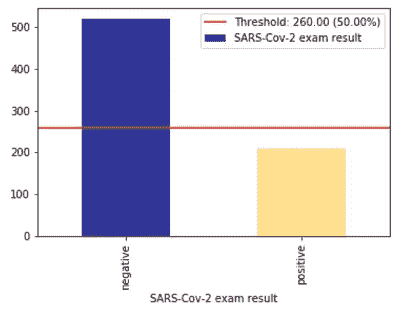 Threshold: 260.00 (50.00%)
SARS-Cov-2 exam result
500
400
300
200
100
0
negative
positive
SARS-Cov-2 exam result